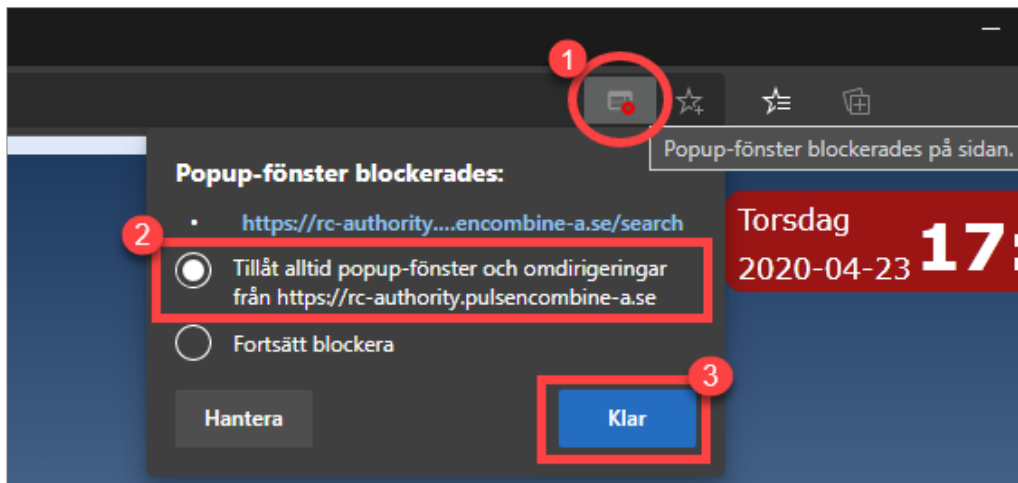 1
Popup-fönster blockerades på sidan.
Popup-fönster blockerades:
https://rc-authority....encombine-a.se/search
2
Tillåt alltid popup-fönster och omdirigeringar
från https://rc-authority.pulsencombine-a.se
Fortsätt blockera
3
Hantera
Klar
Torsdag
2020-04-23
17: